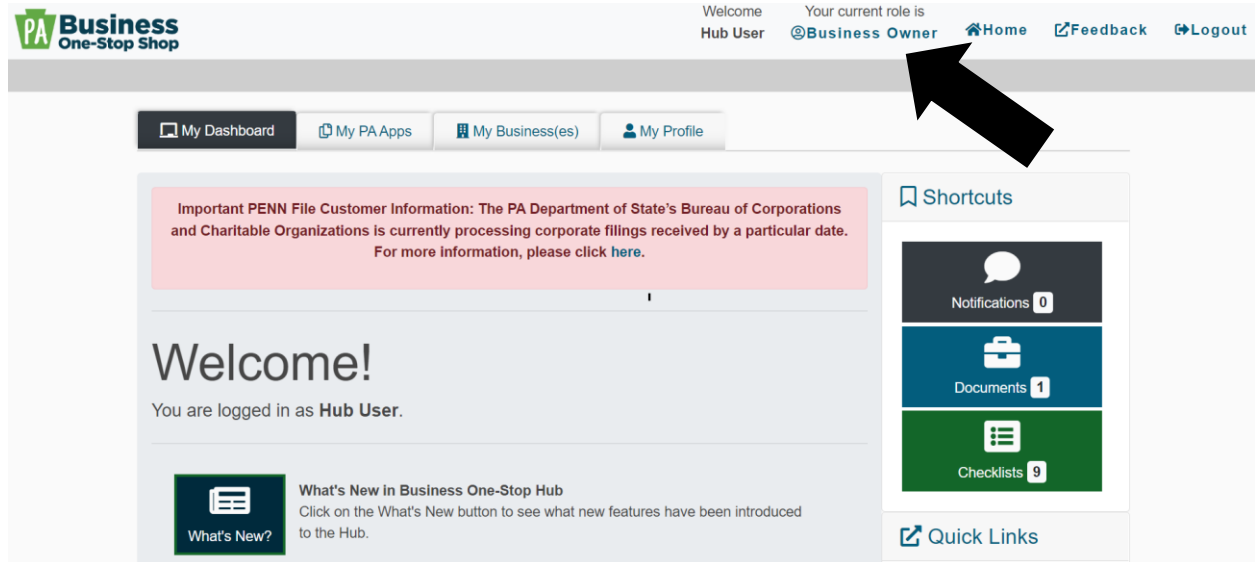 PA Business
One-Stop Shop
Welcome
Hub User
Your current role is
Business Owner
Home
Feedback
Logout
My Dashboard
My PA Apps
My Business(es)
My Profile
Important PENN File Customer Information: The PA Department of State's Bureau of Corporations
and Charitable Organizations is currently processing corporate filings received by a particular date.
For more information, please click here.
Welcome!
You are logged in as Hub User.
What's New?
What's New in Business One-Stop Hub
Click on the What's New button to see what new features have been introduced
to the Hub.
Shortcuts
Notifications 0
Documents 1
Checklists 9
Quick Links